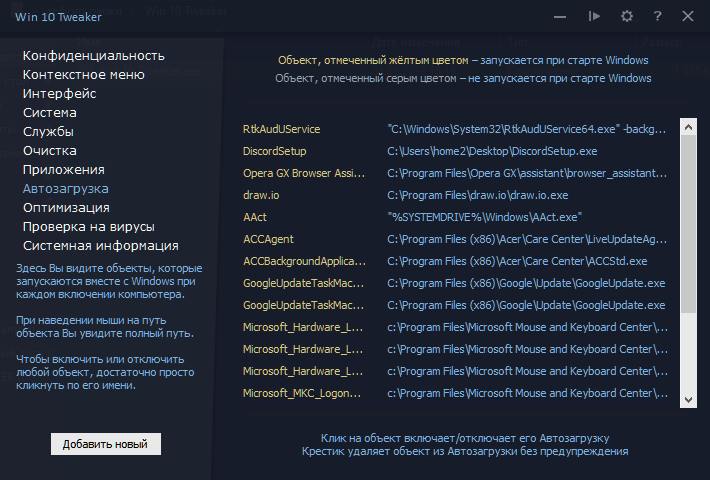 Win 10 Tweaker
Конфиденциальность
Контекстное меню
Интерфейс
Система
Службы
Очистка
Приложения
Автозагрузка
Оптимизация
Проверка на вирусы
Системная информация
Здесь Вы видите объекты, которые
запускаются вместе с Windows при
каждом включении компьютера.
При наведении мыши на путь
объекта Вы увидите полный путь.
Чтобы включить или отключить
любой объект, достаточно просто
кликнуть по его имени.
Добавить новый
Объект, отмеченный жёлтым цветом – запускается при старте Windows
Объект, отмеченный серым цветом – не запускается при старте Windows
RtkAudUService "C:\Windows\System32\RtkAudUService64.exe" -backg...
DiscordSetup C:\Users\home2\Desktop\DiscordSetup.exe
Opera GX Browser Assi... C:\Program Files\Opera GX\assistant\browser_assistant...
draw.io C:\Program Files\draw.io\draw.io.exe
AAct "%SYSTEMDRIVE%\Windows\AAct.exe"
ACCAgent C:\Program Files (x86)\Acer\Care Center\LiveUpdateAg...
ACCBackgroundApplica... C:\Program Files (x86)\Acer\Care Center\ACCStd.exe
GoogleUpdateTaskMac... C:\Program Files (x86)\Google\Update\GoogleUpdate.exe
GoogleUpdateTaskMac... C:\Program Files (x86)\Google\Update\GoogleUpdate.exe
Microsoft_Hardware_L... c:\Program Files\Microsoft Mouse and Keyboard Center\...
Microsoft_Hardware_L... c:\Program Files\Microsoft Mouse and Keyboard Center\...
Microsoft_Hardware_L... c:\Program Files\Microsoft Mouse and Keyboard Center\...
Microsoft_MKC_Logon... c:\Program Files\Microsoft Mouse and Keyboard Center\...
Клик на объект включает/отключает его Автозагрузку
Крестик удаляет объект из Автозагрузки без предупреждения